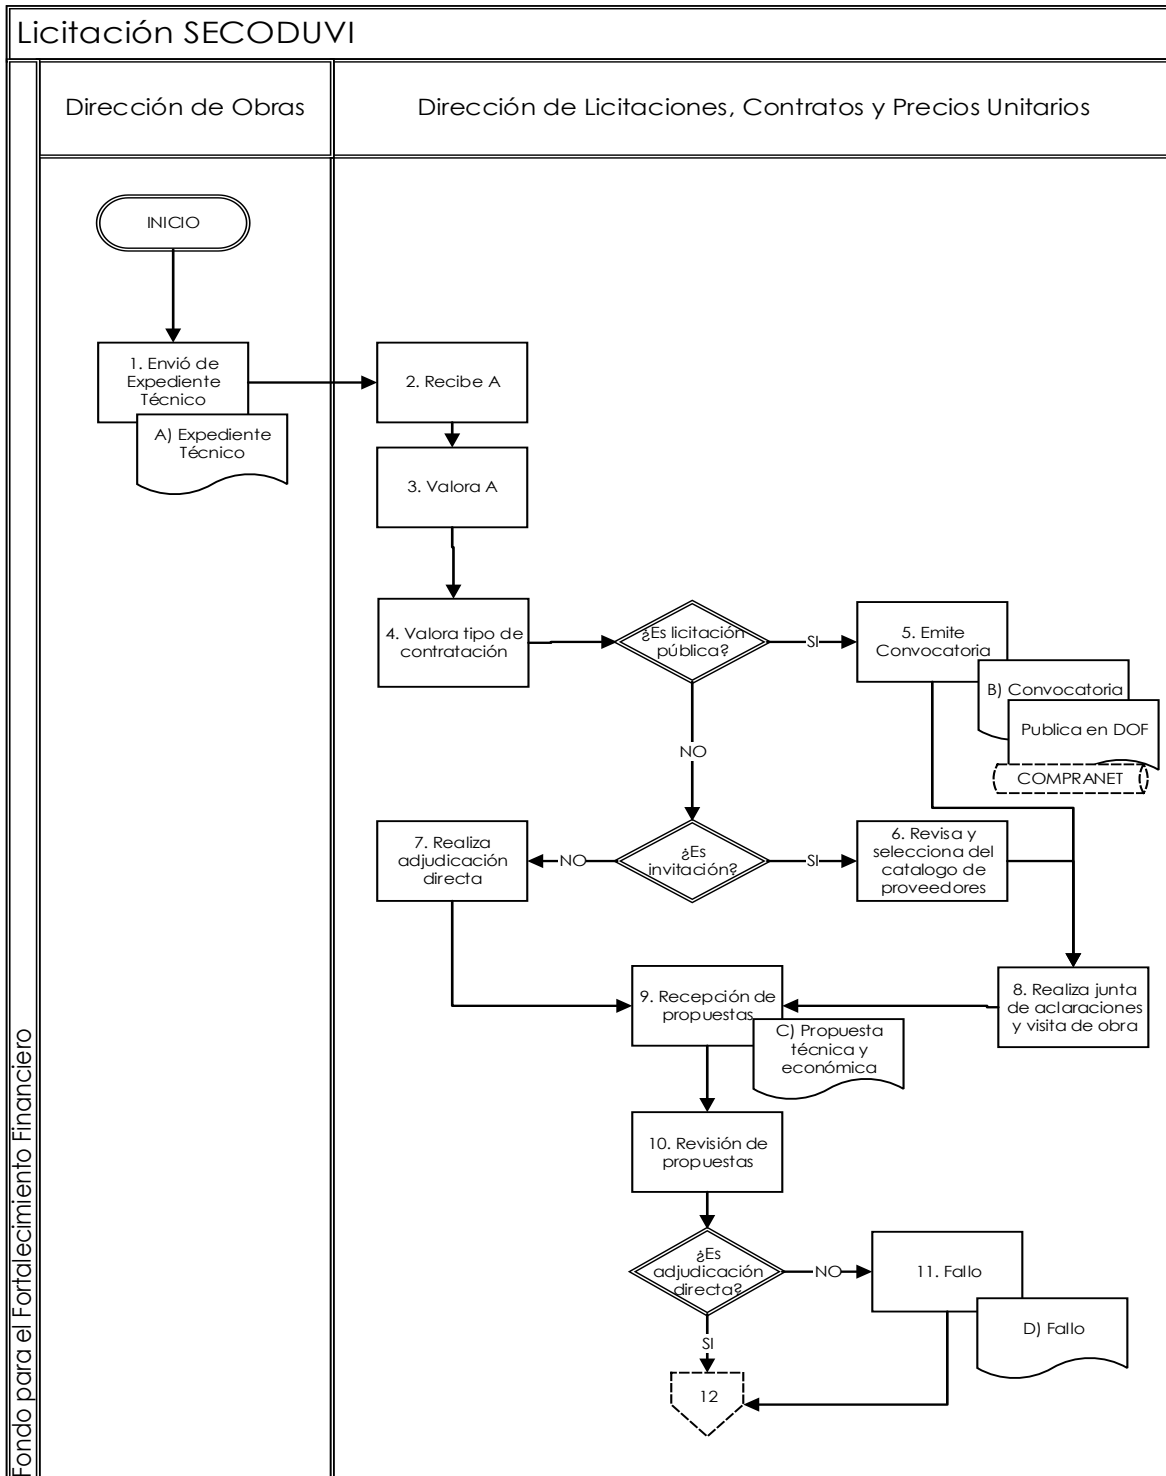 Licitación SECODUVI
Dirección de Obras
Dirección de Licitaciones, Contratos y Precios Unitarios
Fondo para el Fortalecimiento Financiero
INICIO
1. Envió de
Expediente
Técnico
A) Expediente
Técnico
2. Recibe A
3. Valora A
4. Valora tipo de
contratación
¿Es licitación
pública?
SI
5. Emite
Convocatoria
B) Convocatoria
Publica en DOF
COMPRANET
NO
¿Es
invitación?
NO
7. Realiza
adjudicación
directa
SI
6. Revisa y
selecciona del
catalogo de
proveedores
8. Realiza junta
de aclaraciones
y visita de obra
9. Recepción de
propuestas
C) Propuesta
técnica y
económica
10. Revisión de
propuestas
¿Es
adjudicación
directa?
NO
11. Fallo
D) Fallo
SI
12